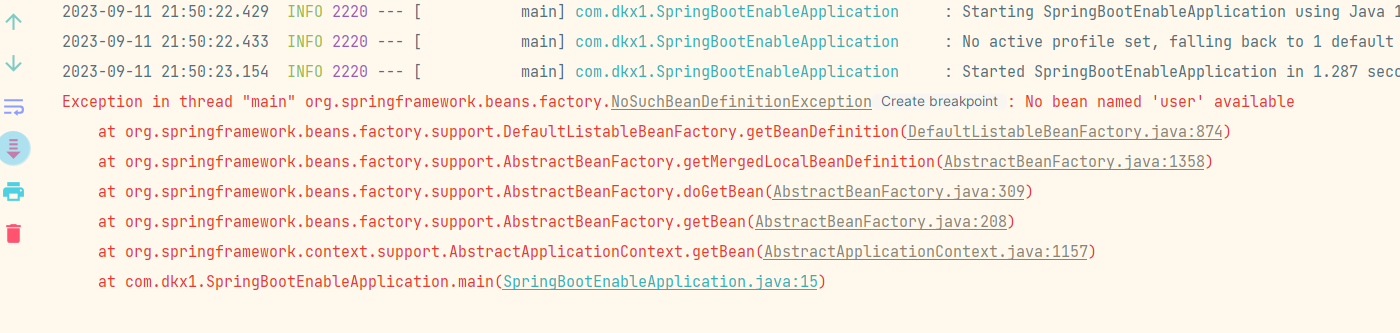 2023-09-11 21:50:22.429  INFO 2220 --- [           main] com.dkx1.SpringBootEnableApplication     : Starting SpringBootEnableApplication using Java 1
2023-09-11 21:50:22.433  INFO 2220 --- [           main] com.dkx1.SpringBootEnableApplication     : No active profile set, falling back to 1 default
2023-09-11 21:50:23.154  INFO 2220 --- [           main] com.dkx1.SpringBootEnableApplication     : Started SpringBootEnableApplication in 1.287 seco
Exception in thread "main" org.springframework.beans.factory.NoSuchBeanDefinitionException Create breakpoint : No bean named 'user' available
    at org.springframework.beans.factory.support.DefaultListableBeanFactory.getBeanDefinition(DefaultListableBeanFactory.java:874)
    at org.springframework.beans.factory.support.AbstractBeanFactory.getMergedLocalBeanDefinition(AbstractBeanFactory.java:1358)
    at org.springframework.beans.factory.support.AbstractBeanFactory.doGetBean(AbstractBeanFactory.java:309)
    at org.springframework.beans.factory.support.AbstractBeanFactory.getBean(AbstractBeanFactory.java:208)
    at org.springframework.context.support.AbstractApplicationContext.getBean(AbstractApplicationContext.java:1157)
    at com.dkx1.SpringBootEnableApplication.main(SpringBootEnableApplication.java:15)